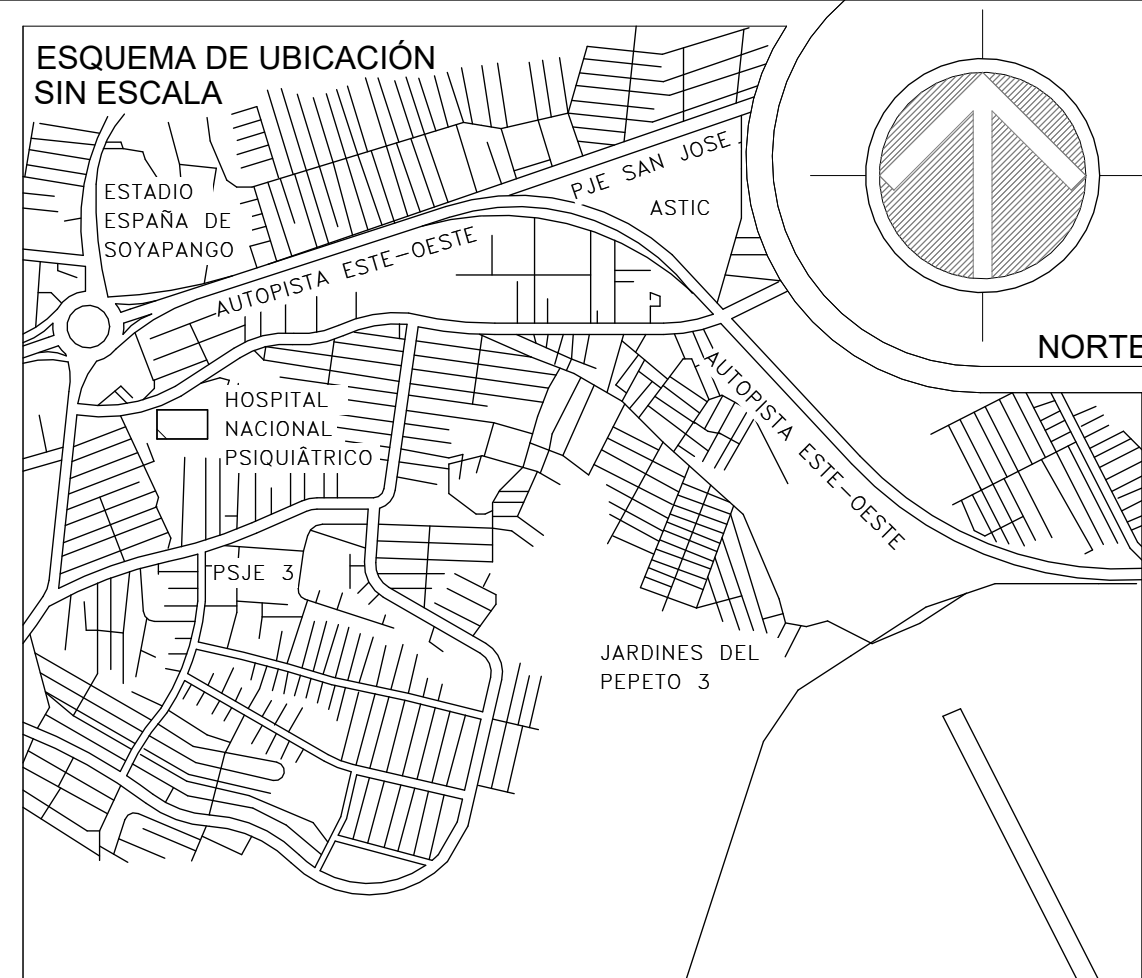 ESQUEMA DE UBICACIÓN
SIN ESCALA
ESTADIO
ESPAÑA DE
SOYAPANGO
PJE SAN JOSE.
ASTIC
AUTOPISTA ESTE-OESTE
NORTE
AUTOPISTA ESTE-OESTE
HOSPITAL
NACIONAL
PSIQUIÂTRICO
PSJE 3
JARDINES DEL
PEPETO 3